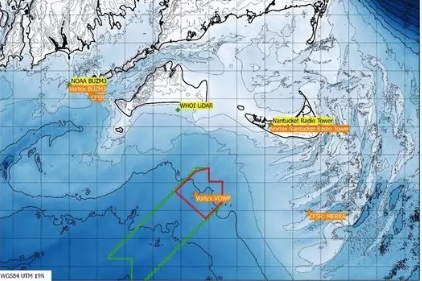 NOAA BUZM3
Vortex BUZM3
CFSR
WHOI LiDAR
Nantucket Radio Tower
Vortex Nantucket Radio Tower
Vortex VOWF
CFSR, MERRA
WGS84 UTM 19N